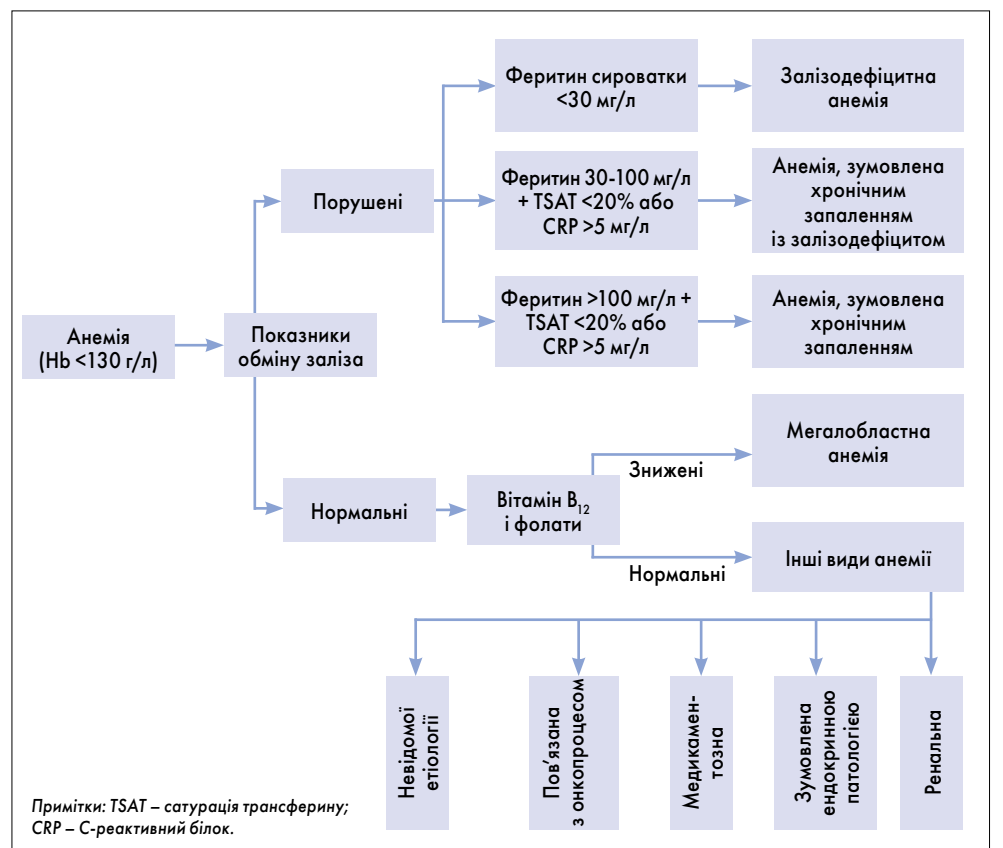 Феритин сироватки
<30 мг/л
Залізодефіцитна
анемія
Порушені
Феритин 30-100 мг/л
+ TSAT <20% або
CRP >5 мг/л
Анемія, зумовлена
хронічним
запаленням
із залізодефіцитом
Феритин >100 мг/л +
TSAT <20% або
CRP >5 мг/л
Анемія, зумовлена
хронічним
запаленням
Анемія
(Hb <130 г/л)
Показники
обміну заліза
Мегалобластна
анемія
Знижені
Нормальні
Вітамін B₁₂
і фолати
Нормальні
Інші види анемії
Невідомої
етіології
Пов’язана
з онкопроцесом
Медикамен-
тозна
Зумовлена
ендокринною
патологією
Ренальна
Примітки: TSAT – сатурація трансферину;
CRP – С-реактивний білок.